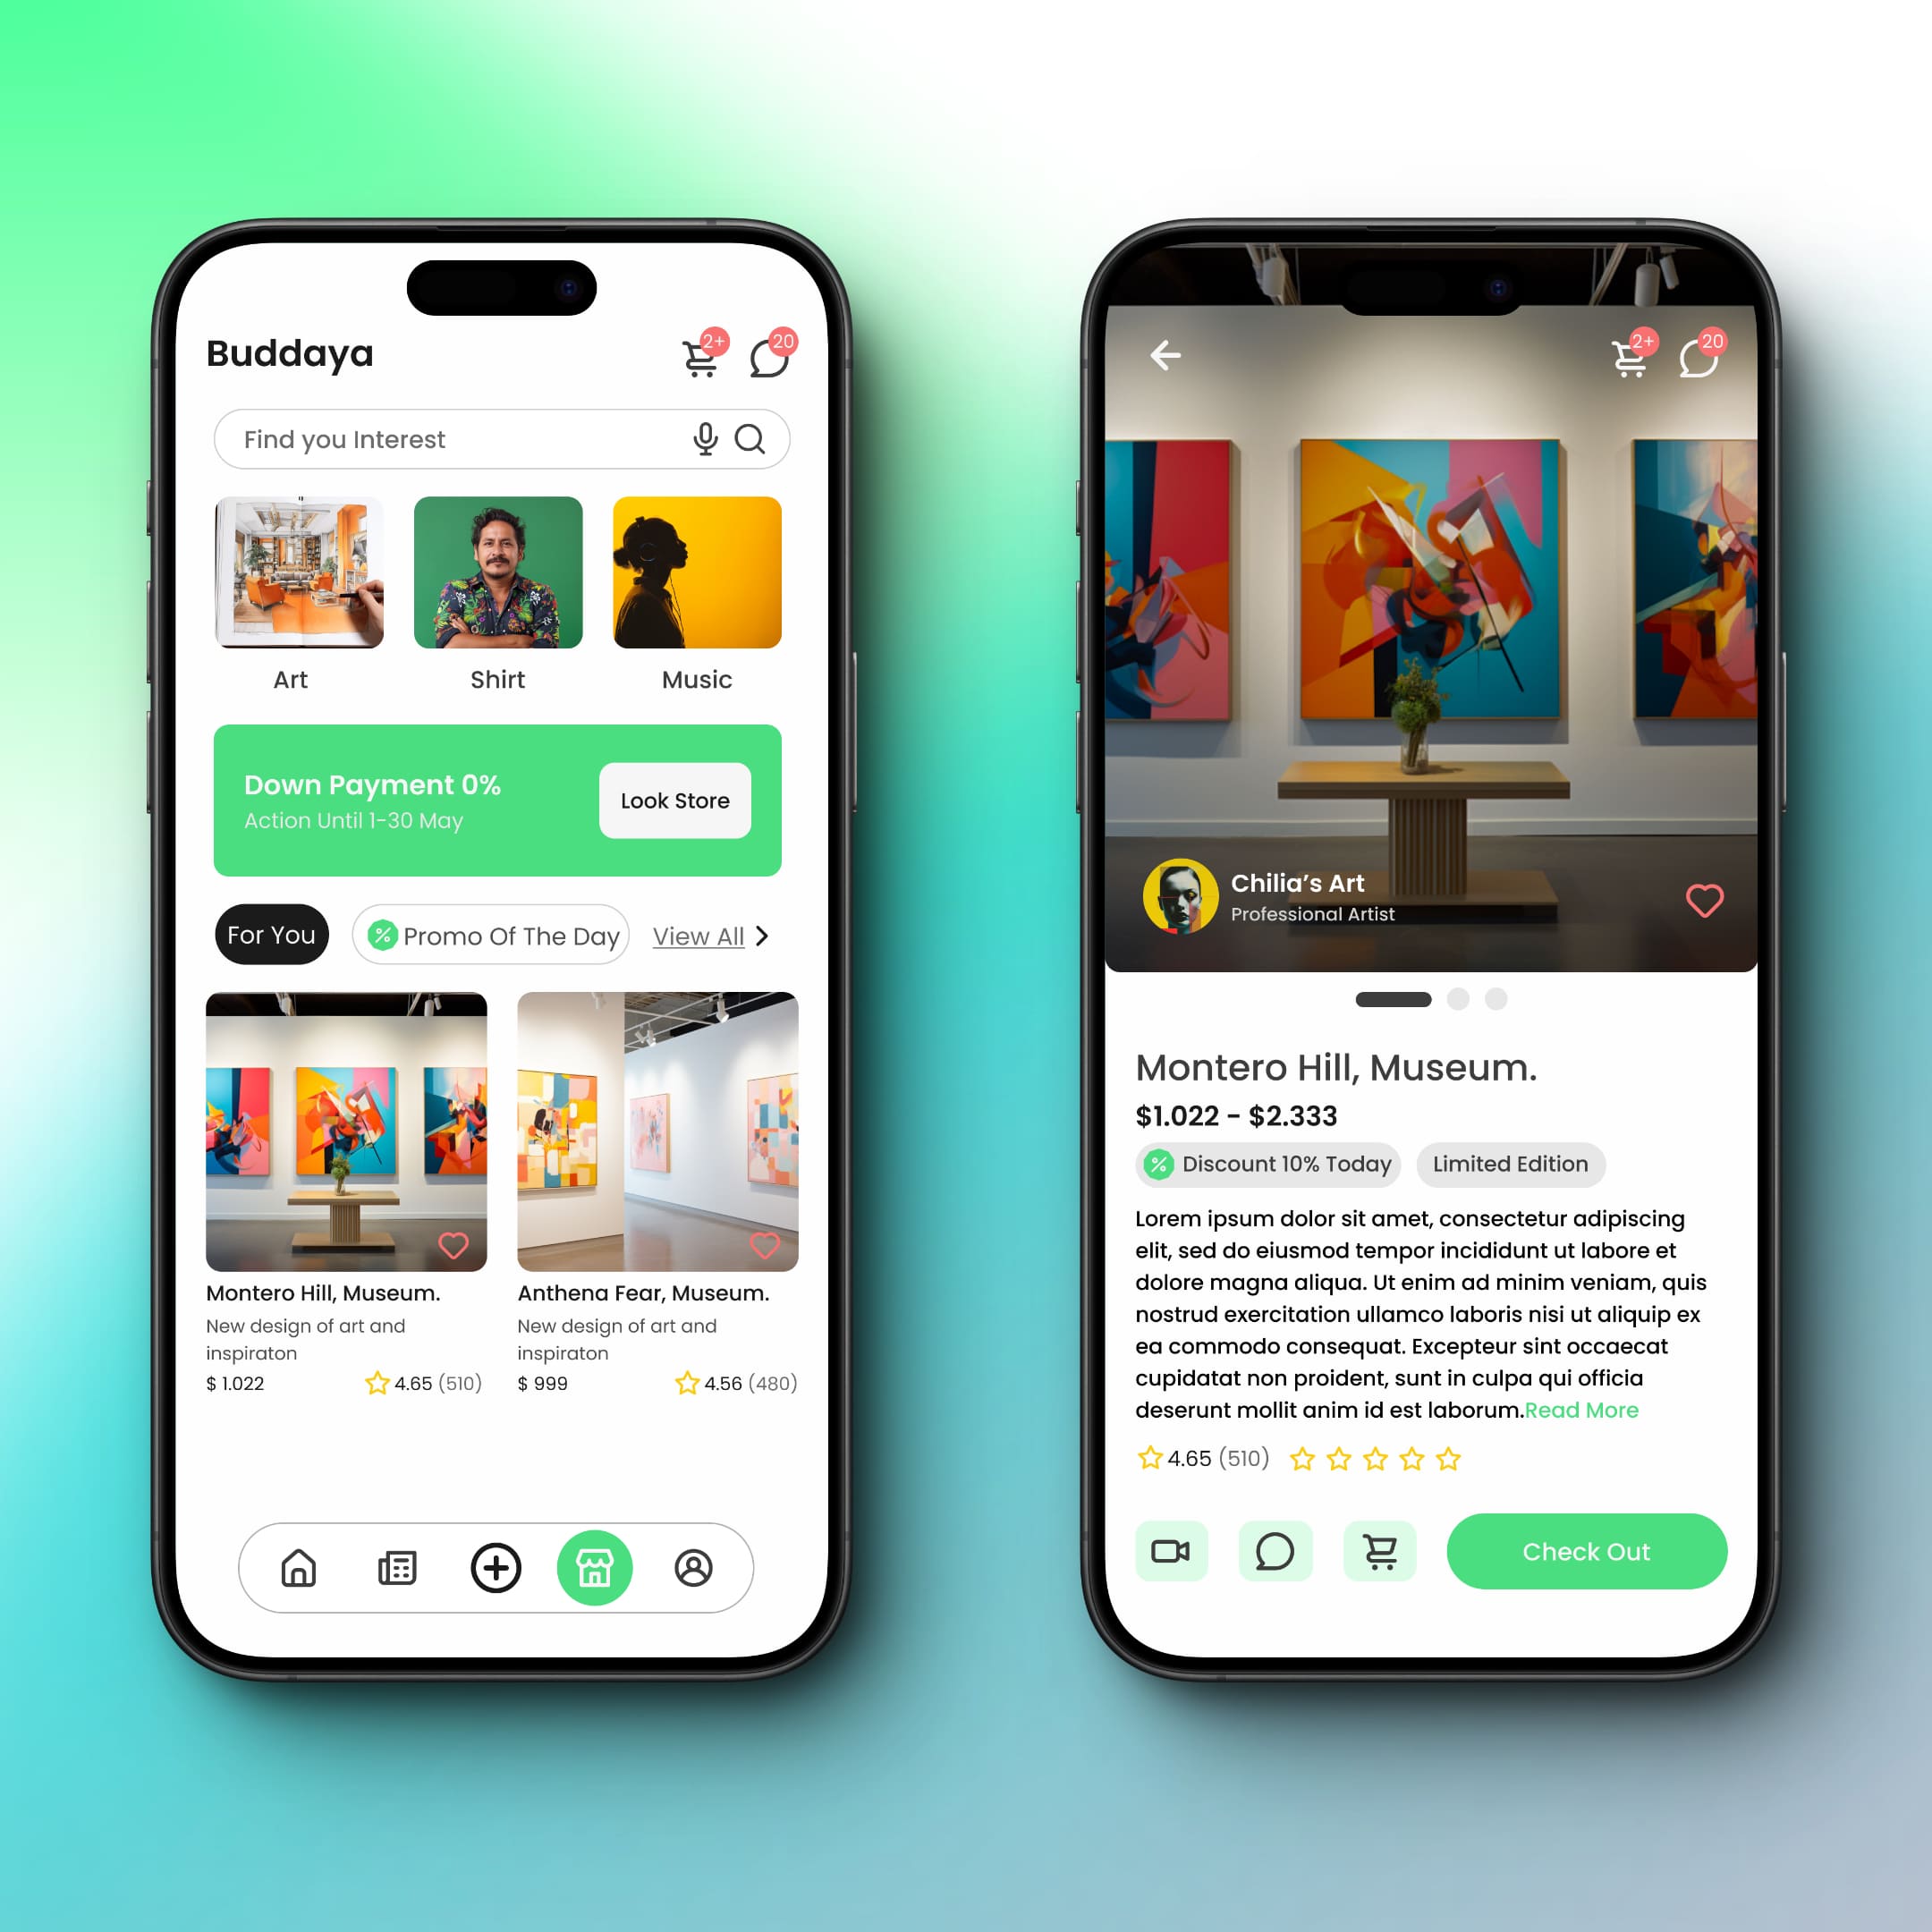 Buddaya
2+
20
Find you Interest
Art
Shirt
Music
Down Payment 0%
Action Until 1-30 May
Look Store
For You
Promo Of The Day
View All
Montero Hill, Museum.
New design of art and
inspiraton
$ 1.022
4.65 (510)
Anthena Fear, Museum.
New design of art and
inspiraton
$ 999
4.56 (480)
2+
20
Chilia’s Art
Professional Artist
Montero Hill, Museum.
$1.022 - $2.333
Discount 10% Today
Limited Edition
Lorem ipsum dolor sit amet, consectetur adipiscing
elit, sed do eiusmod tempor incididunt ut labore et
dolore magna aliqua. Ut enim ad minim veniam, quis
nostrud exercitation ullamco laboris nisi ut aliquip ex
ea commodo consequat. Excepteur sint occaecat
cupidatat non proident, sunt in culpa qui officia
deserunt mollit anim id est laborum.Read More
4.65 (510)
Check Out